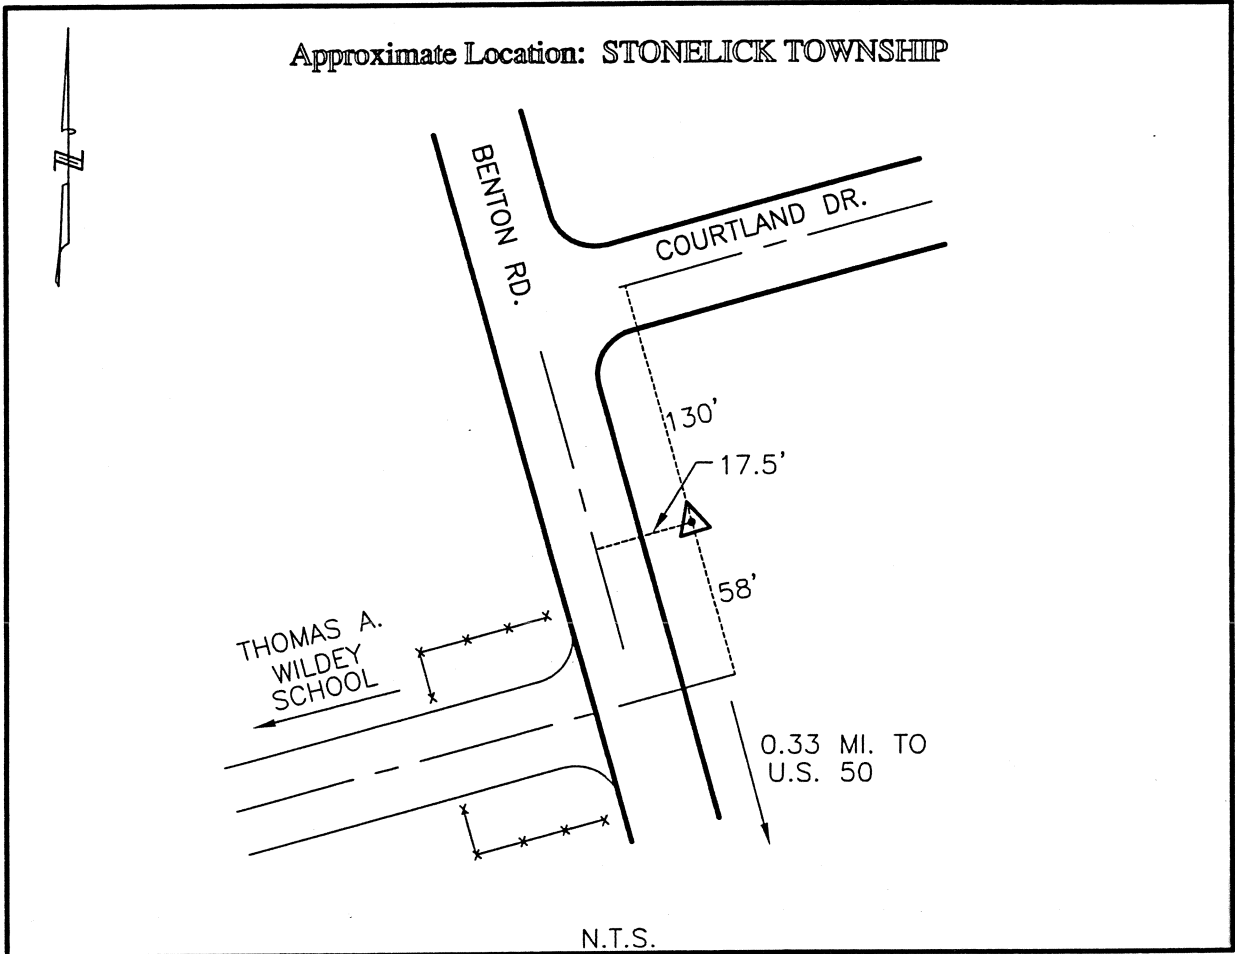 Approximate Location: STONELICK TOWNSHIP
N
BENTON RD.
COURTLAND DR.
130'
17.5'
58'
THOMAS A.
WILDEY
SCHOOL
0.33 MI. TO
U.S. 50
N.T.S.